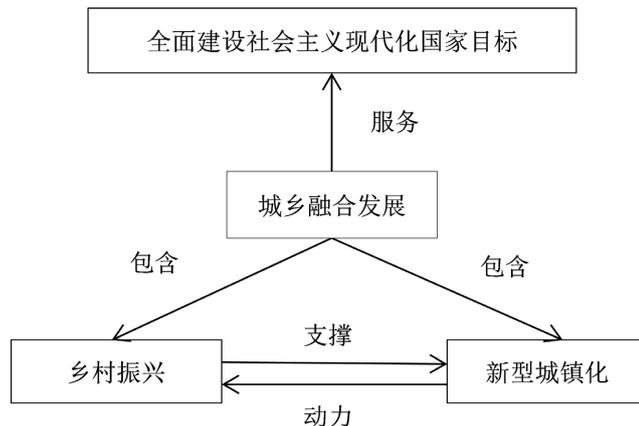 全面建设社会主义现代化国家目标
服务
城乡融合发展
包含
包含
支撑
乡村振兴
新型城镇化
动力